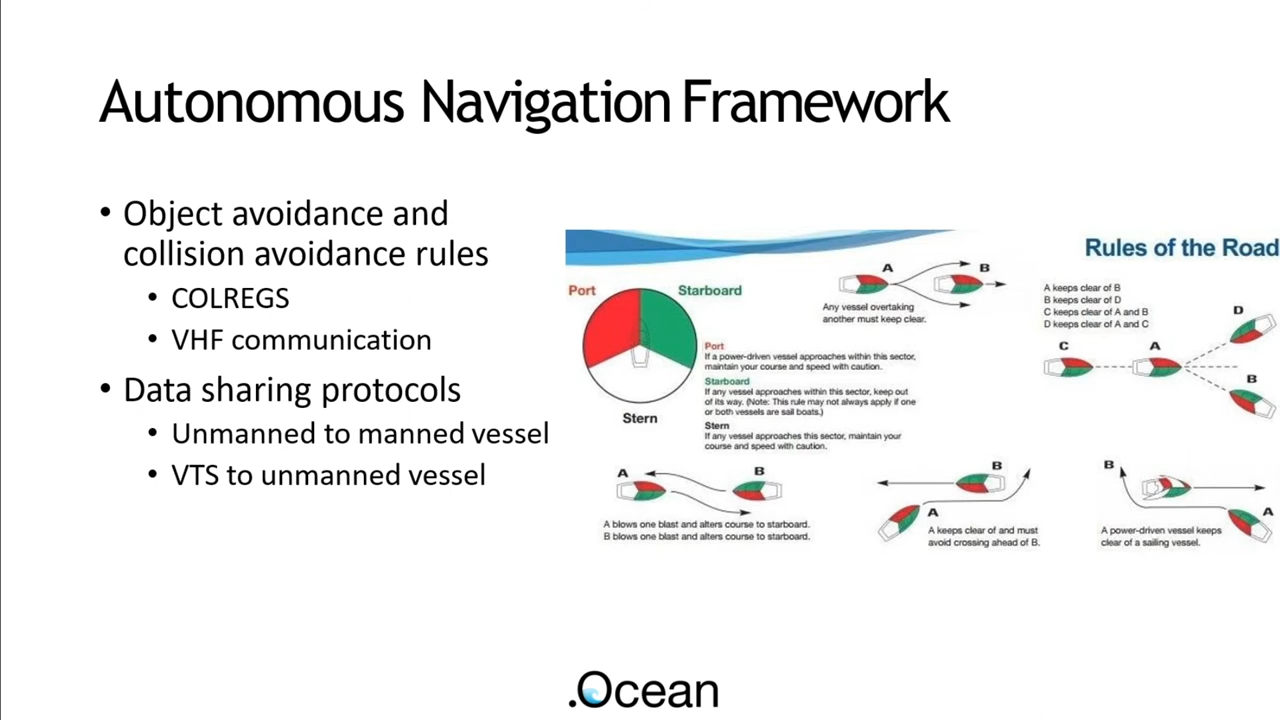 Autonomous Navigation Framework
• Object avoidance and
collision avoidance rules
• COLREGS
• VHF communication
• Data sharing protocols
• Unmanned to manned vessel
• VTS to unmanned vessel
Rules of the Road
Port
Starboard
Stern
A
B
Any vessel overtaking
another must keep clear.
A keeps clear of B
B keeps clear of D
C keeps clear of A and B
D keeps clear of A and C
C
A
D
B
Port
If a power-driven vessel approaches within this sector,
maintain your course and speed with caution.
Starboard
If any vessel approaches within this sector, keep out
of its way. (Note: This rule may not always apply if one
or both vessels are sail boats.)
Stern
If any vessel approaches this sector, maintain your
course and speed with caution.
A
B
A blows one blast and alters course to starboard.
B blows one blast and alters course to starboard.
B
A
A keeps clear of and must
avoid crossing ahead of B.
B
A
A power-driven vessel keeps
clear of a sailing vessel.
.Ocean